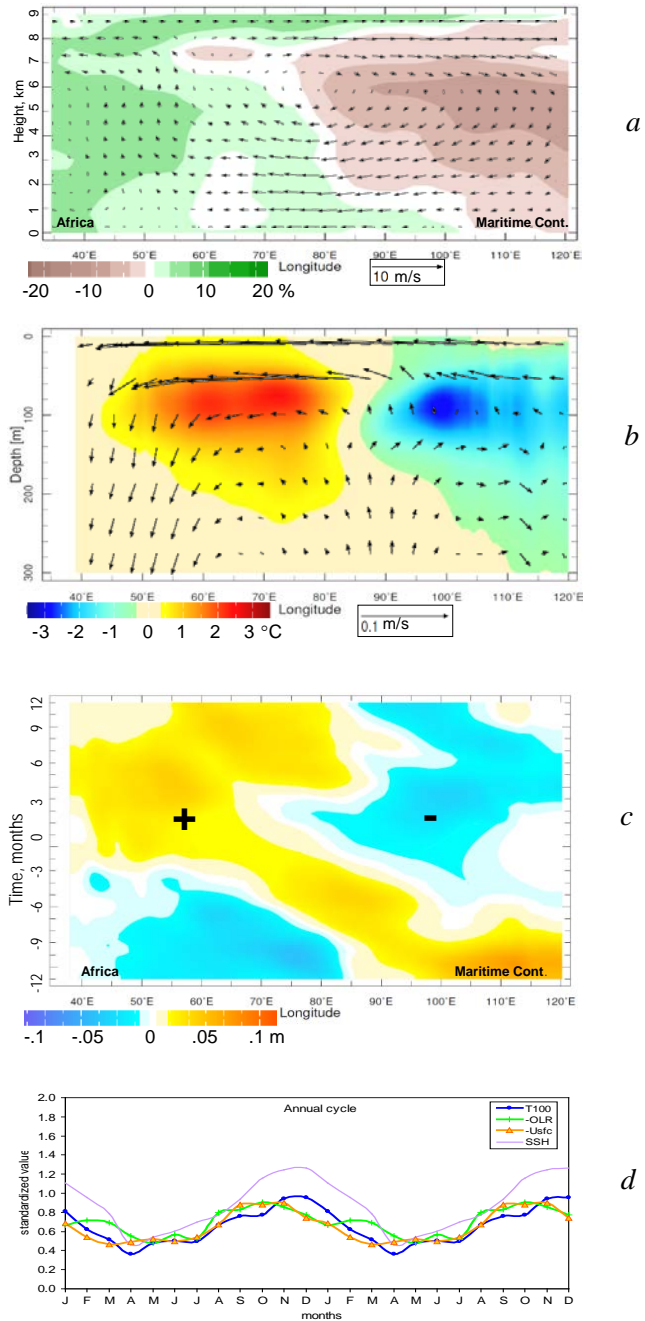 Height, km
9
8
7
6
5
4
3
2
1
0
a
Africa Maritime Cont.
40°E 50°E 60°E 70°E 80°E 90°E 100°E 110°E 120°E
Longitude
-20 -10 0 10 20 %
10 m/s
Depth [m]
0
100
200
300
b
40°E 50°E 60°E 70°E 80°E 90°E 100°E 110°E 120°E
Longitude
-3 -2 -1 0 1 2 3 °C
0.1 m/s
Time, months
12
9
6
3
0
-3
-6
-9
-12
+ -
c
Africa Maritime Cont.
40°E 50°E 60°E 70°E 80°E 90°E 100°E 110°E 120°E
Longitude
-.1 -.05 0 .05 .1 m
Annual cycle
T100
-OLR
-Usfc
SSH
standardized value
2.0
1.8
1.6
1.4
1.2
1.0
0.8
0.6
0.4
0.2
0.0
d
J F M A M J J A S O N D J F M A M J J A S O N D
months